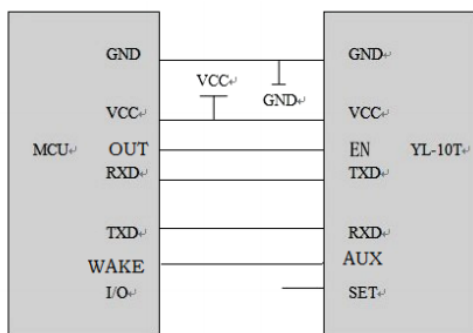 GND GND
VCC GND
VCC VCC
MCU OUT EN YL-10T
RXD TXD
TXD RXD
WAKE AUX
I/O SET